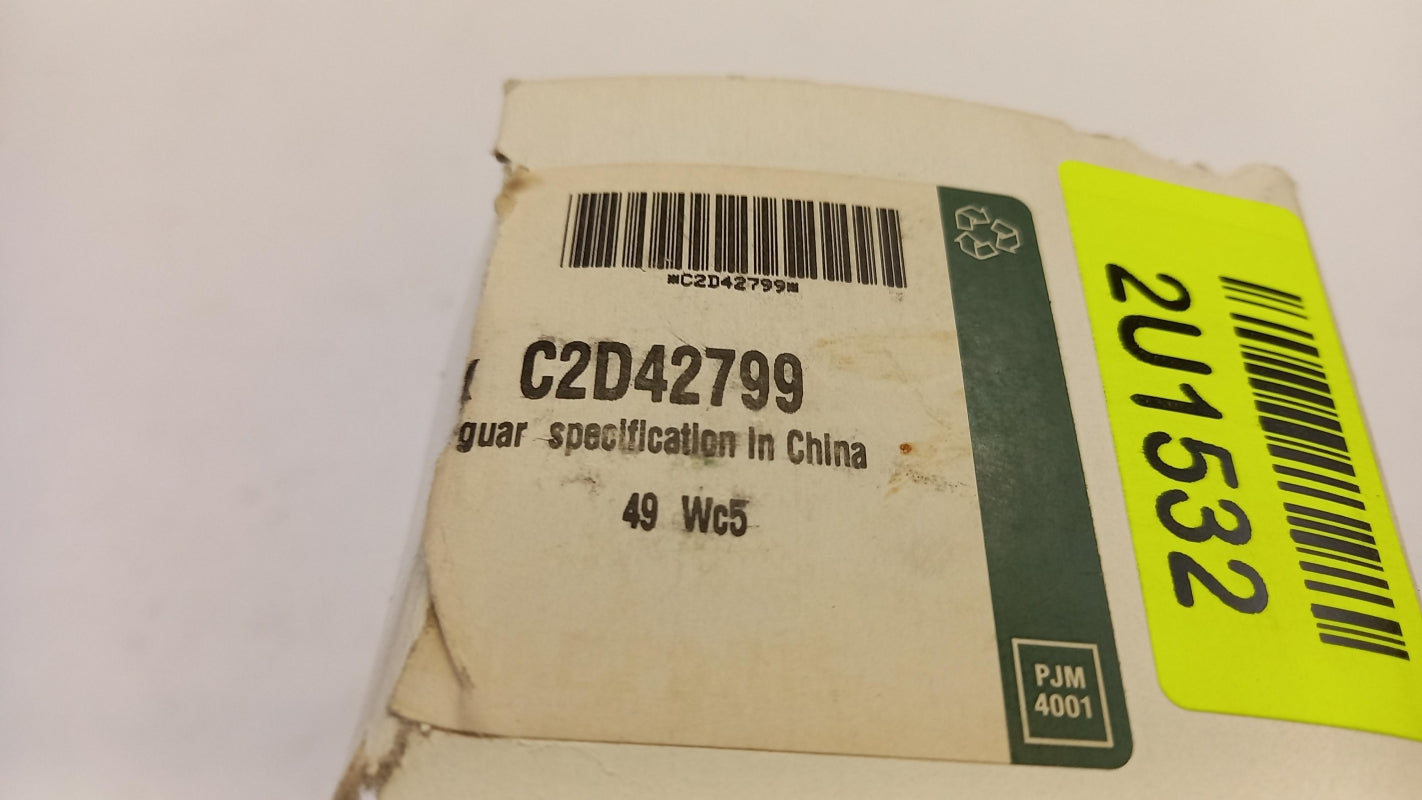 *C2D42799*
C2D42799
guar specification in China
49 Wc5
PJM
4001
2U1532